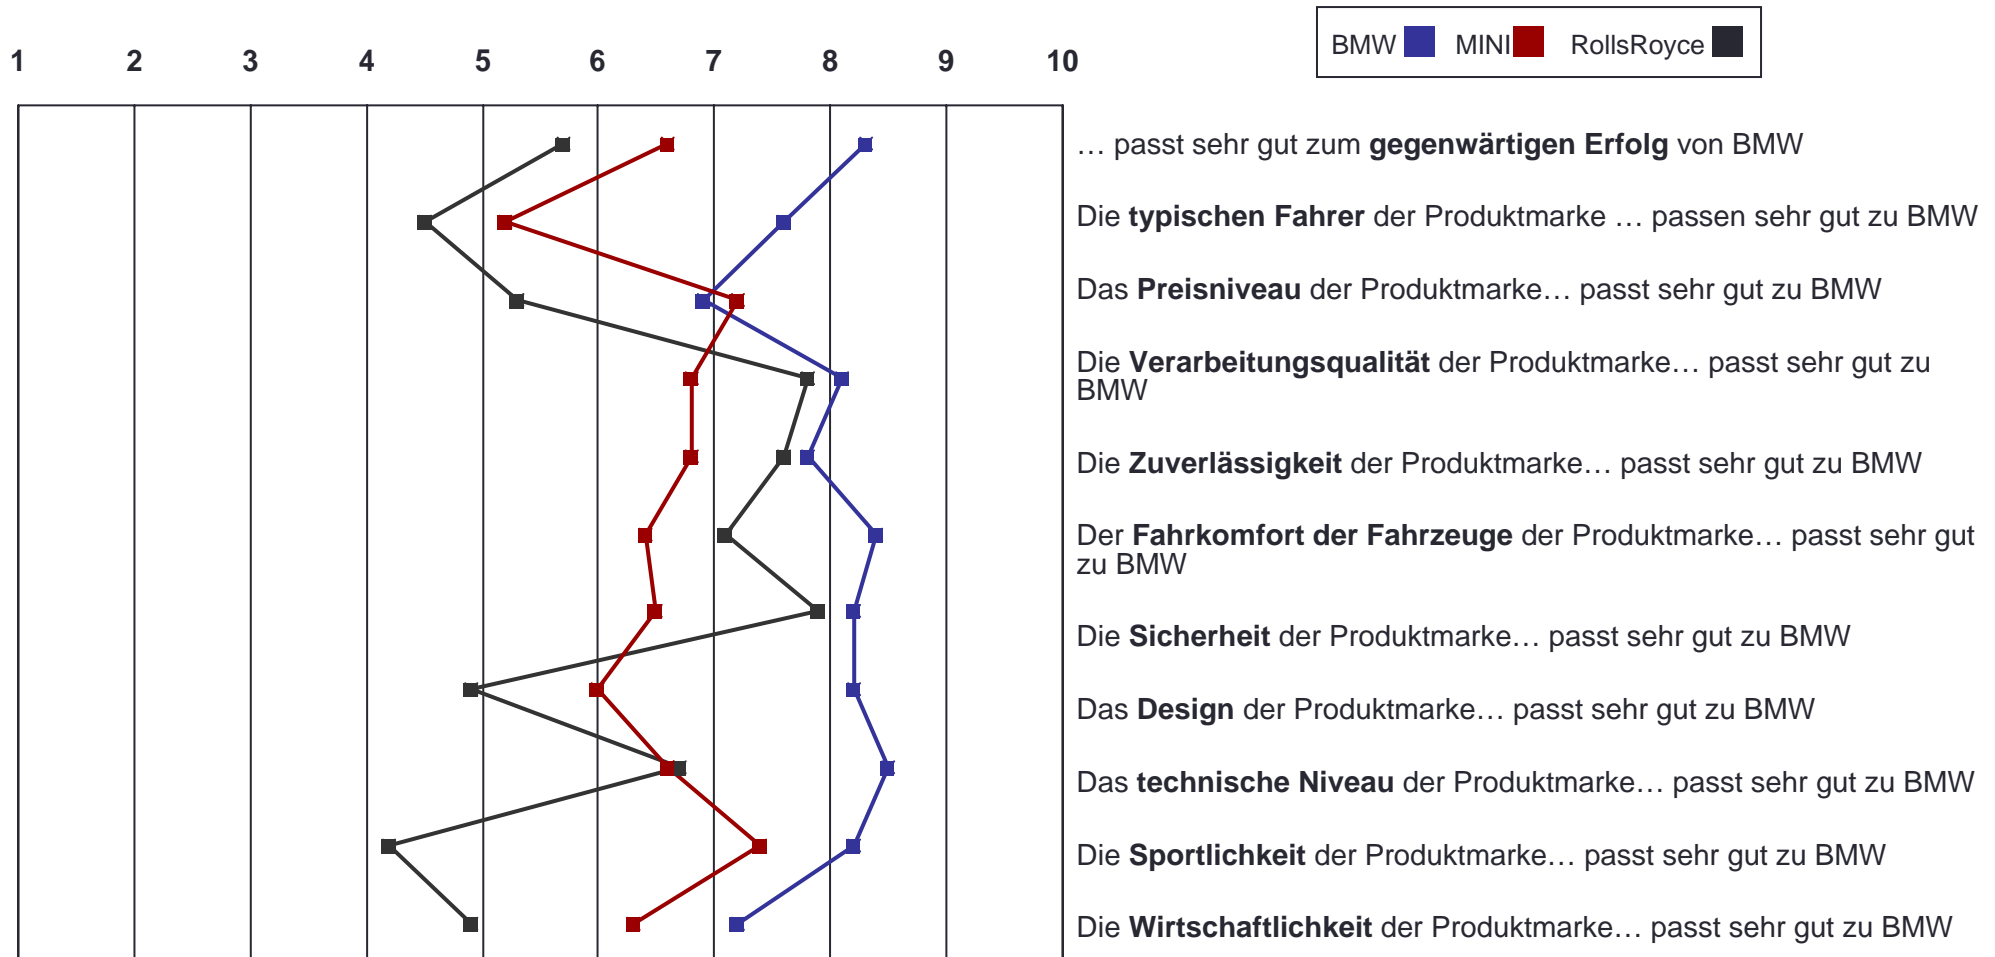 BMW MINI RollsRoyce
1 2 3 4 5 6 7 8 9 10
… passt sehr gut zum gegenwärtigen Erfolg von BMW
Die typischen Fahrer der Produktmarke … passen sehr gut zu BMW
Das Preisniveau der Produktmarke… passt sehr gut zu BMW
Die Verarbeitungsqualität der Produktmarke… passt sehr gut zu
BMW
Die Zuverlässigkeit der Produktmarke… passt sehr gut zu BMW
Der Fahrkomfort der Fahrzeuge der Produktmarke… passt sehr gut
zu BMW
Die Sicherheit der Produktmarke… passt sehr gut zu BMW
Das Design der Produktmarke… passt sehr gut zu BMW
Das technische Niveau der Produktmarke… passt sehr gut zu BMW
Die Sportlichkeit der Produktmarke… passt sehr gut zu BMW
Die Wirtschaftlichkeit der Produktmarke… passt sehr gut zu BMW